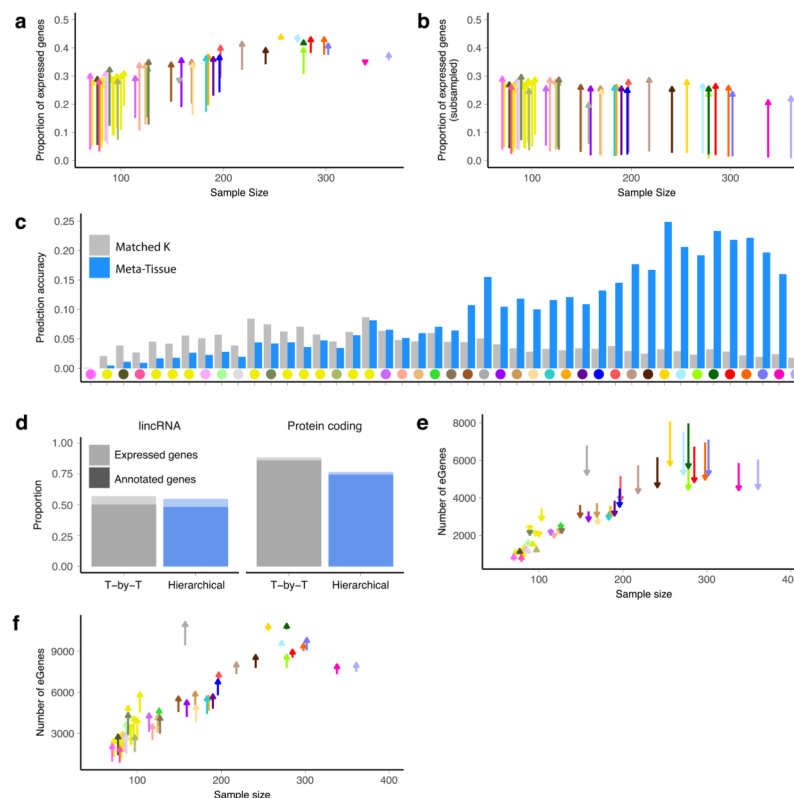 a
Proportion of expressed genes
0.5
0.4
0.3
0.2
0.1
0.0
100
200
300
Sample Size
b
Proportion of expressed genes
(subsampled)
0.5
0.4
0.3
0.2
0.1
0.0
100
200
300
Sample Size
c
Prediction accuracy
0.25
0.20
0.15
0.10
0.05
0.00
Matched K
Meta-Tissue
d
lincRNA
Protein coding
Proportion
1.00
0.75
0.50
0.25
0.00
Expressed genes
Annotated genes
T-by-T
Hierarchical
T-by-T
Hierarchical
e
Number of eGenes
8000
6000
4000
2000
100
200
300
40
Sample size
f
Number of eGenes
9000
6000
3000
100
200
300
400
Sample size